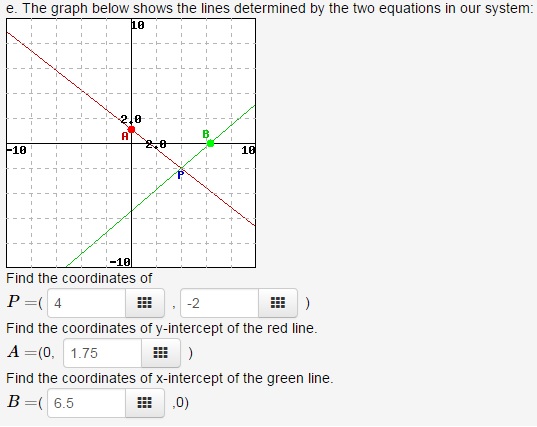 e. The graph below shows the lines determined by the two equations in our system:
10
2.0
A
B
2.0
-10
10
P
-10
Find the coordinates of
P =( 4 , -2 )
Find the coordinates of y-intercept of the red line.
A =(0, 1.75 )
Find the coordinates of x-intercept of the green line.
B =( 6.5 ,0)